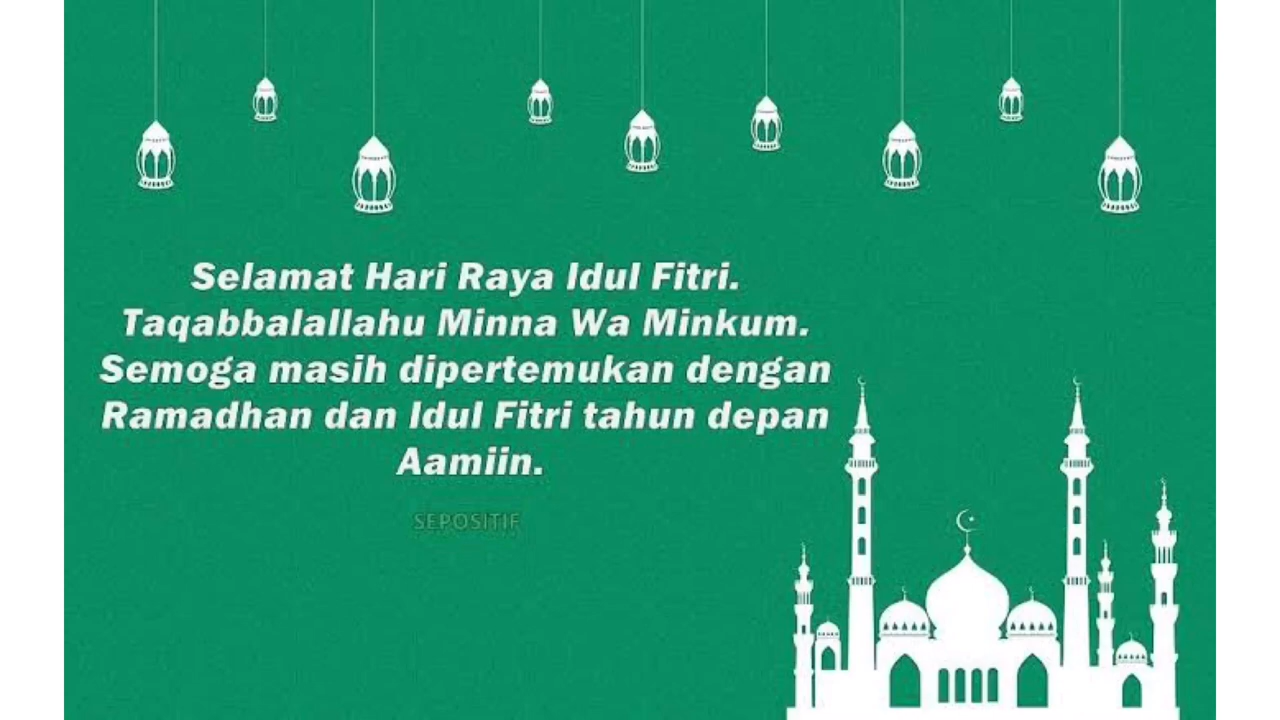 Selamat Hari Raya Idul Fitri.
Taqabbalallahu Minna Wa Minkum.
Semoga masih dipertemukan dengan
Ramadhan dan Idul Fitri tahun depan
Aamiin.
SEPOSITIF